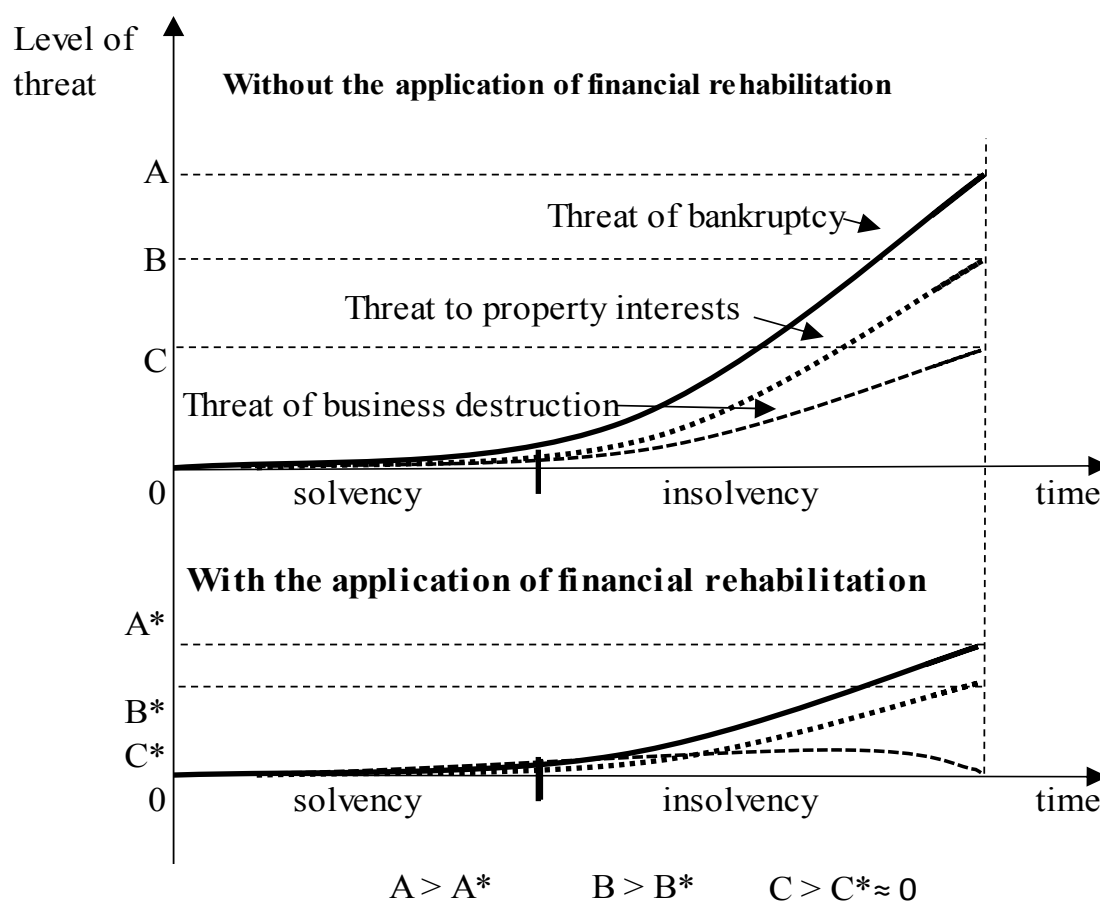 Level of
threat
Without the application of financial rehabilitation
A
Threat of bankruptcy
B
Threat to property interests
C
Threat of business destruction
0 solvency insolvency time
With the application of financial rehabilitation
A*
B*
C*
0 solvency insolvency time
A > A* B > B* C > C* ≈ 0